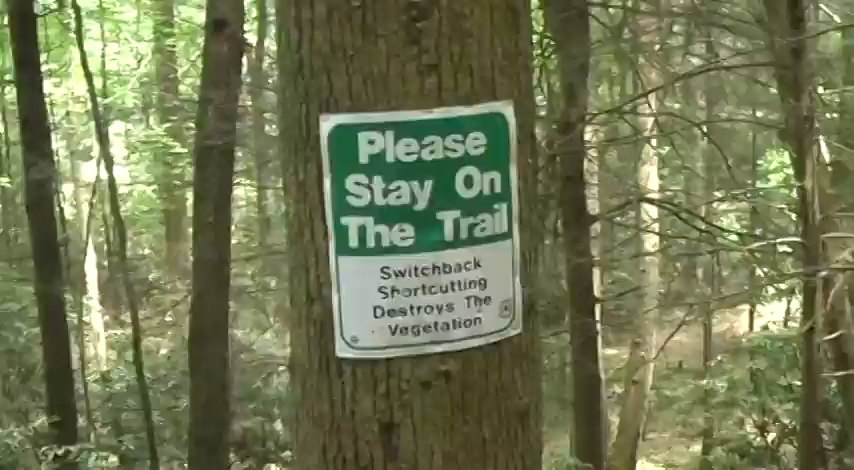 Please
Stay On
The Trail
Switchback
Shortcutting
Destroys The
Vegetation